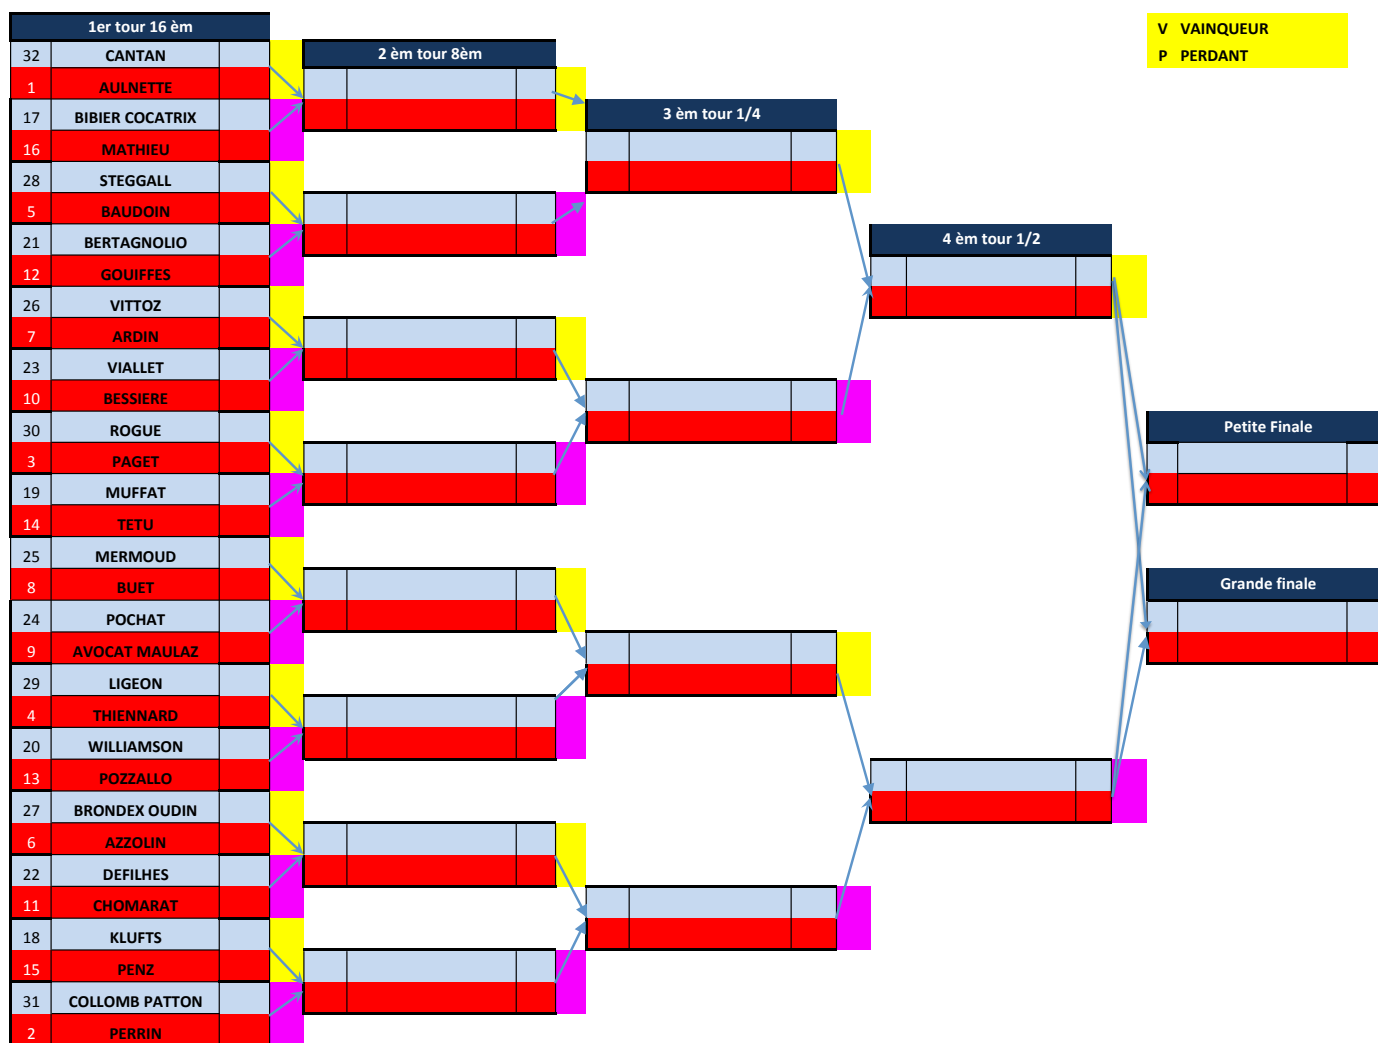 1er tour 16 èm
V VAINQUEUR
P PERDANT
32 CANTAN
2 èm tour 8èm
1 AULNETTE
17 BIBIER COCATRIX
3 èm tour 1/4
16 MATHIEU
28 STEGGALL
5 BAUDOIN
21 BERTAGNOLIO
4 èm tour 1/2
12 GOUIFFES
26 VITTOZ
7 ARDIN
23 VIALLET
10 BESSIERE
30 ROGUE
Petite Finale
3 PAGET
19 MUFFAT
14 TETU
25 MERMOUD
8 BUET
Grande finale
24 POCHAT
9 AVOCAT MAULAZ
29 LIGEON
4 THIENNARD
20 WILLIAMSON
13 POZZALLO
27 BRONDEX OUDIN
6 AZZOLIN
22 DEFILHES
11 CHOMARAT
18 KLUFTS
15 PENZ
31 COLLOMB PATTON
2 PERRIN